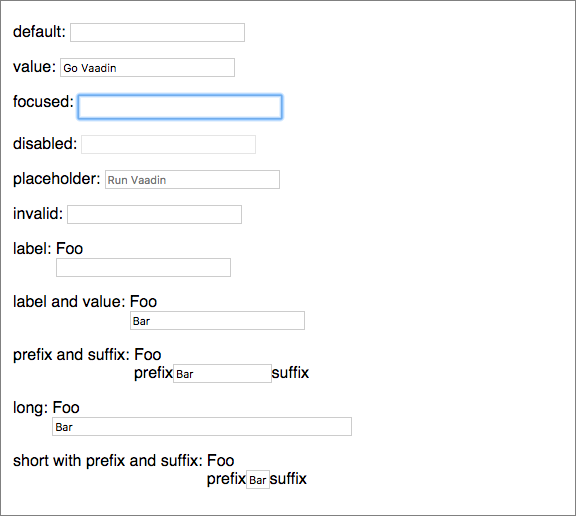 default:
value: Go Vaadin
focused:
disabled:
placeholder: Run Vaadin
invalid:
label: Foo
label and value: Foo
Bar
prefix and suffix: Foo
prefix Bar suffix
long: Foo
Bar
short with prefix and suffix: Foo
prefix Bar suffix